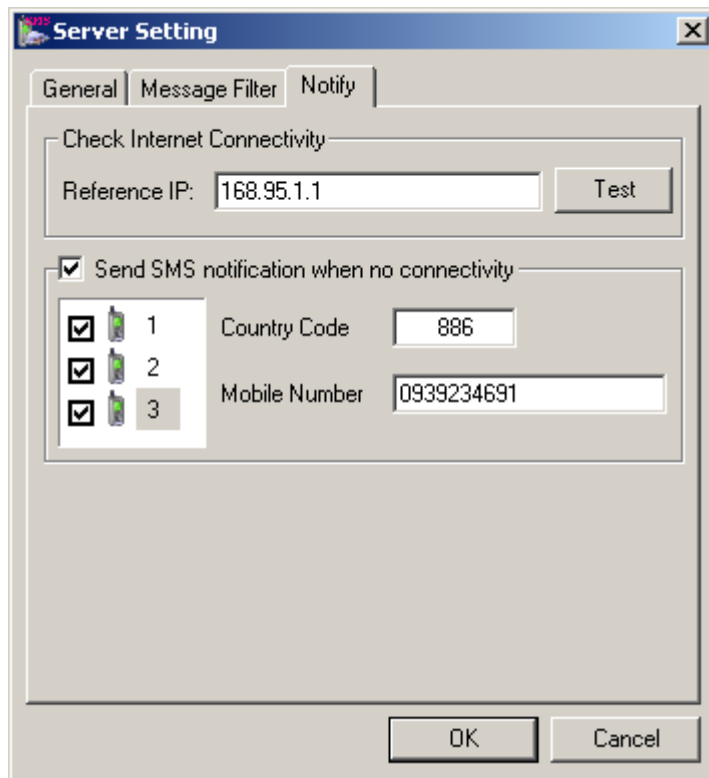 SMS
Server Setting
General Message Filter Notify
Check Internet Connectivity
Reference IP: 168.95.1.1 Test
Send SMS notification when no connectivity
1 Country Code 886
2
3 Mobile Number 0939234691
OK Cancel